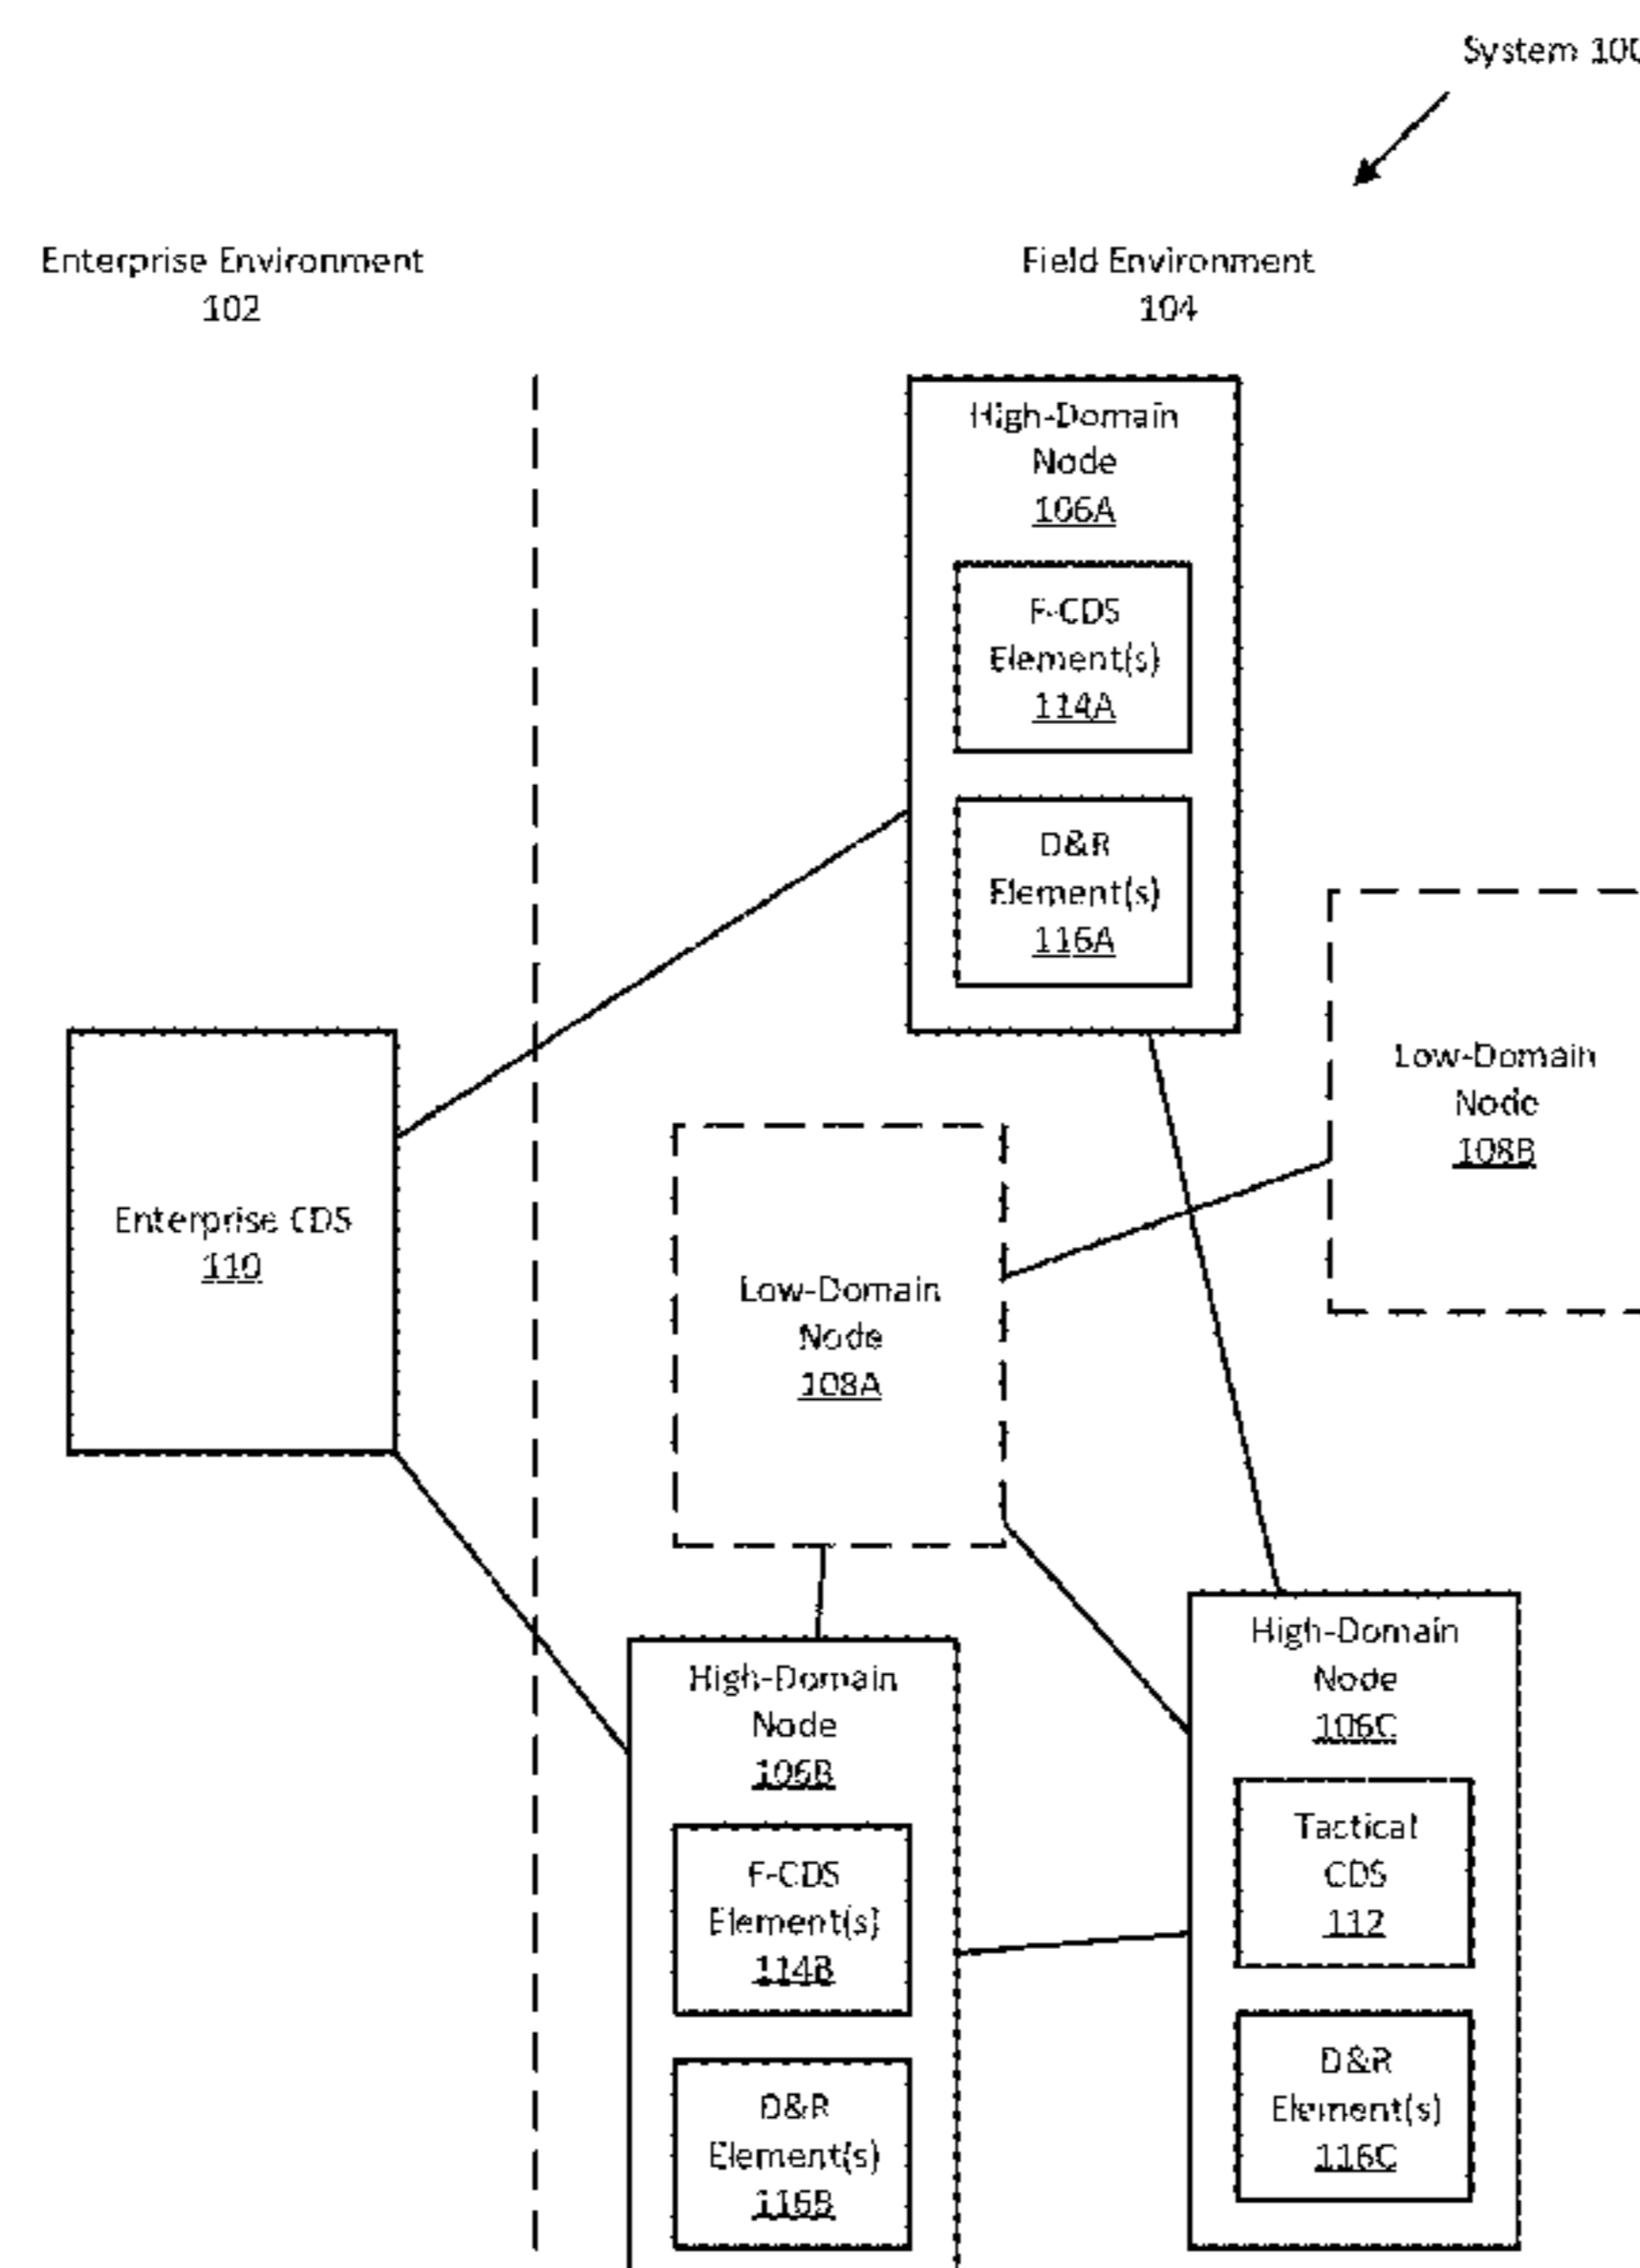 System 100
Enterprise Environment
102
Field Environment
104
High-Domain
Node
106A
F-CDS
Element(s)
114A
D&R
Element(s)
116A
Low-Domain
Node
108B
Enterprise CDS
110
Low-Domain
Node
108A
High-Domain
Node
106C
Tactical
CDS
112
D&R
Element(s)
116C
High-Domain
Node
106B
F-CDS
Element(s)
114B
D&R
Element(s)
116B